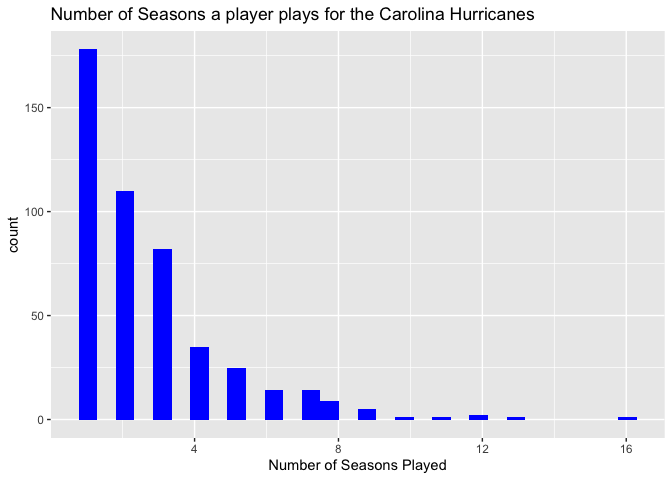 Number of Seasons a player plays for the Carolina Hurricanes
150
100
50
0
count
4 8 12 16
Number of Seasons Played